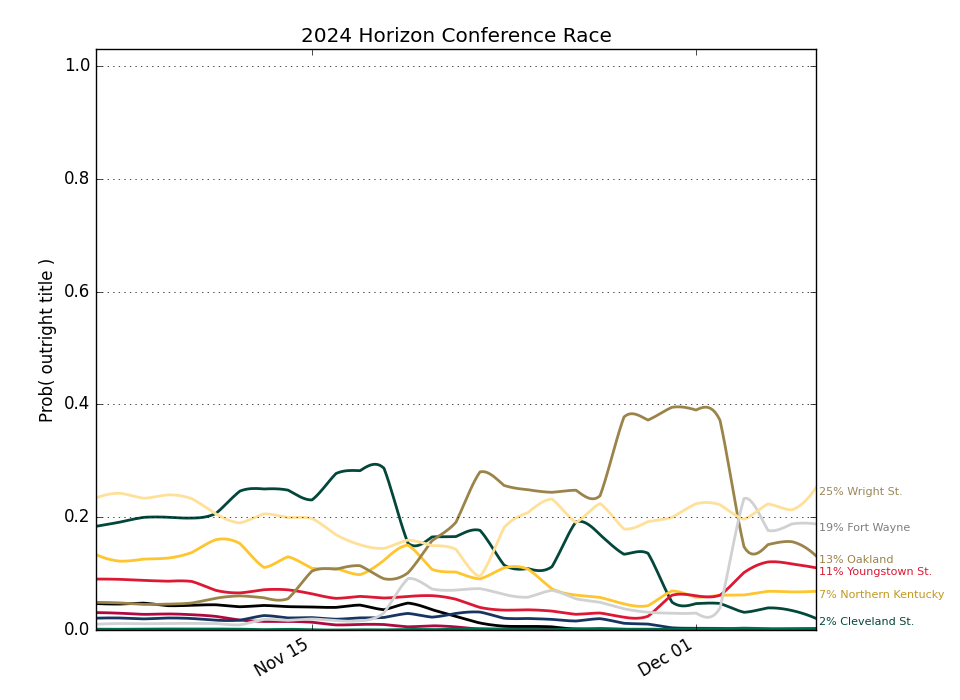 2024 Horizon Conference Race
Prob( outright title )
1.0
0.8
0.6
0.4
0.2
0.0
Nov 15
Dec 01
25% Wright St.
19% Fort Wayne
13% Oakland
11% Youngstown St.
7% Northern Kentucky
2% Cleveland St.